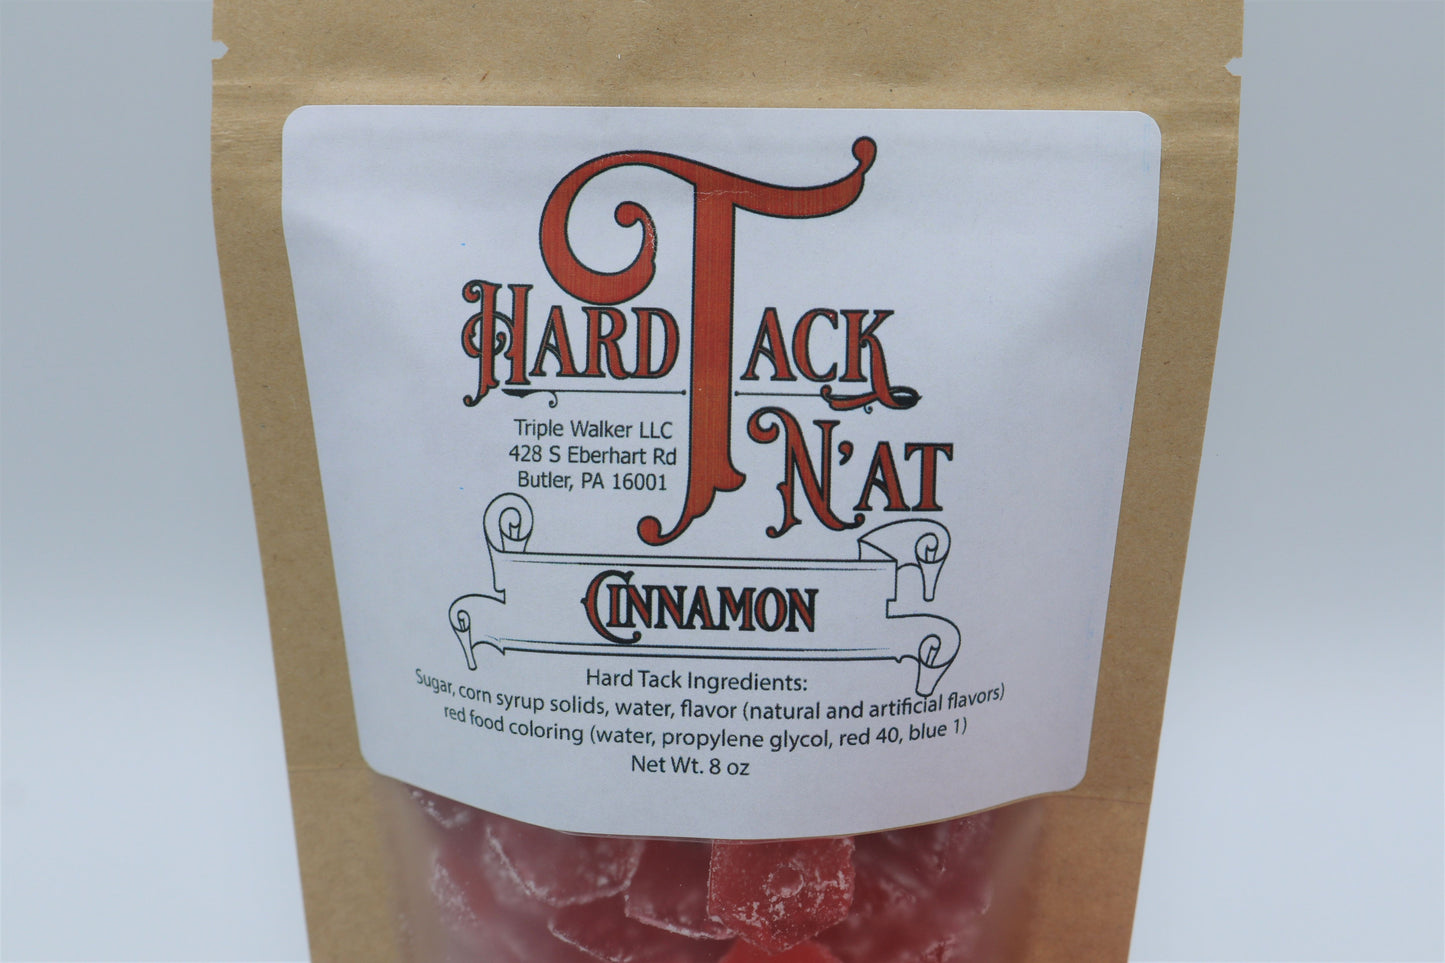 HARD TACK
N'AT
Triple Walker LLC
428 S Eberhart Rd
Butler, PA 16001
CINNAMON
Hard Tack Ingredients:
Sugar, corn syrup solids, water, flavor (natural and artificial flavors)
red food coloring (water, propylene glycol, red 40, blue 1)
Net Wt. 8 oz